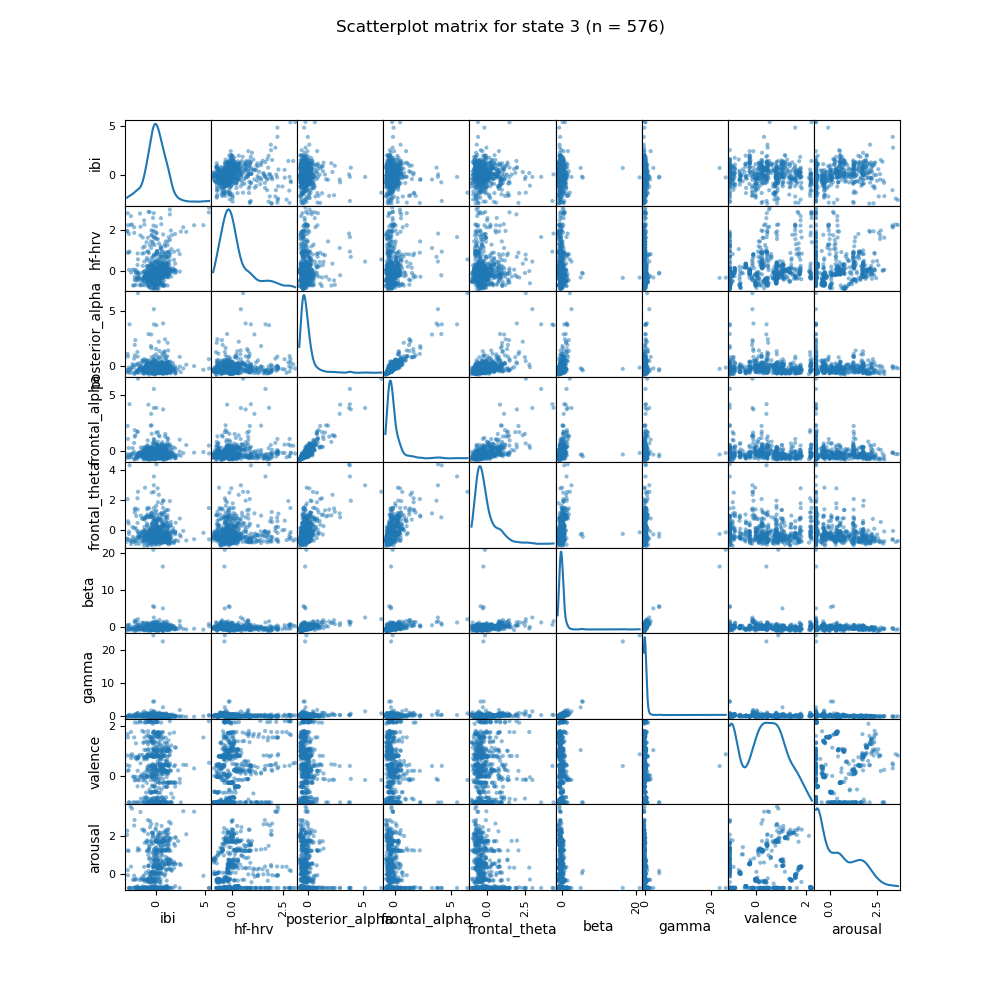 Scatterplot matrix for state 3 (n = 576)
ibi
5
0
hf-hrv
2
0
posterior_alpha
5
0
frontal_alpha
5
0
frontal_theta
4
2
0
beta
20
10
0
gamma
20
10
0
valence
2
0
arousal
2
0
0 5 0.0 2.5 0 5 0 5 0.0 2.5 0 20 0 20 0 2 0.0 2.5
ibi hf-hrv posterior_alpha frontal_alpha frontal_theta beta gamma valence arousal